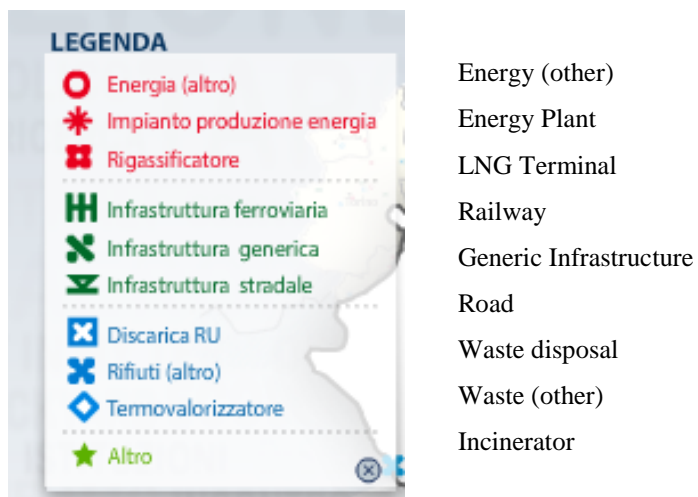 LEGENDA
Energia (altro)
Impianto produzione energia
Rigassificatore
Infrastruttura ferroviaria
Infrastruttura generica
Infrastruttura stradale
Discarica RU
Rifiuti (altro)
Termovalorizzatore
Altro
Energy (other)
Energy Plant
LNG Terminal
Railway
Generic Infrastructure
Road
Waste disposal
Waste (other)
Incinerator